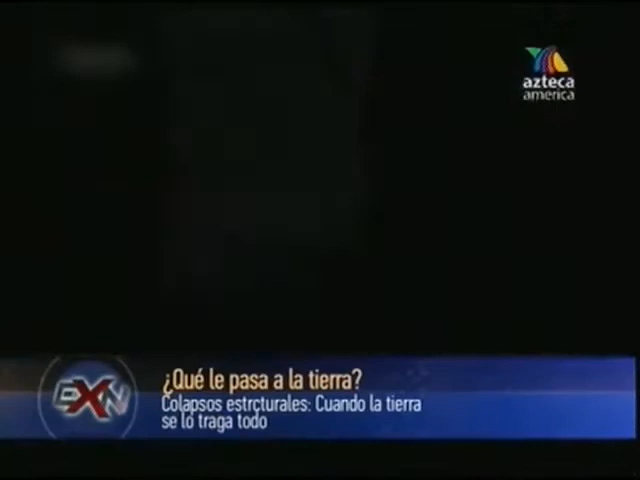 azteca
america
¿Qué le pasa a la tierra?
EXN
Colapsos estrcturales: Cuando la tierra
se lo traga todo